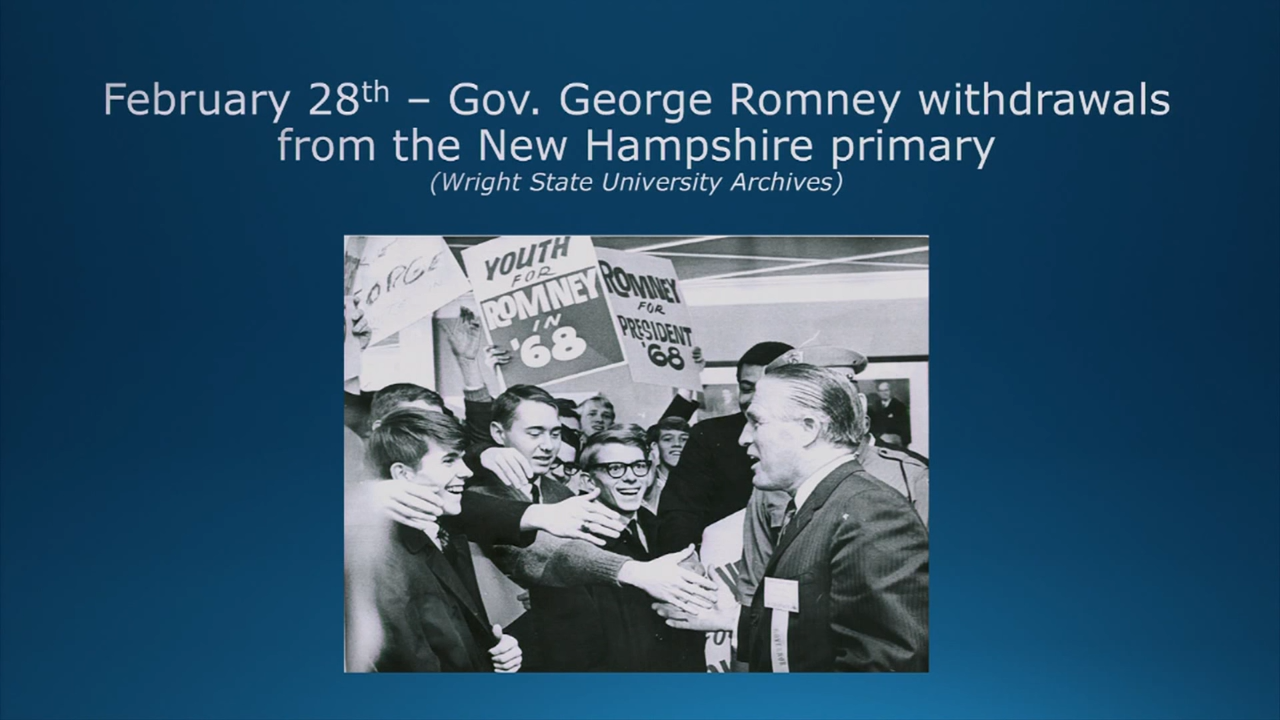 February 28th – Gov. George Romney withdrawals
from the New Hampshire primary
(Wright State University Archives)
ORGE
YOUTH
FOR
ROMNEY
IN
'68
ROMNEY
FOR
PRESIDENT
'68